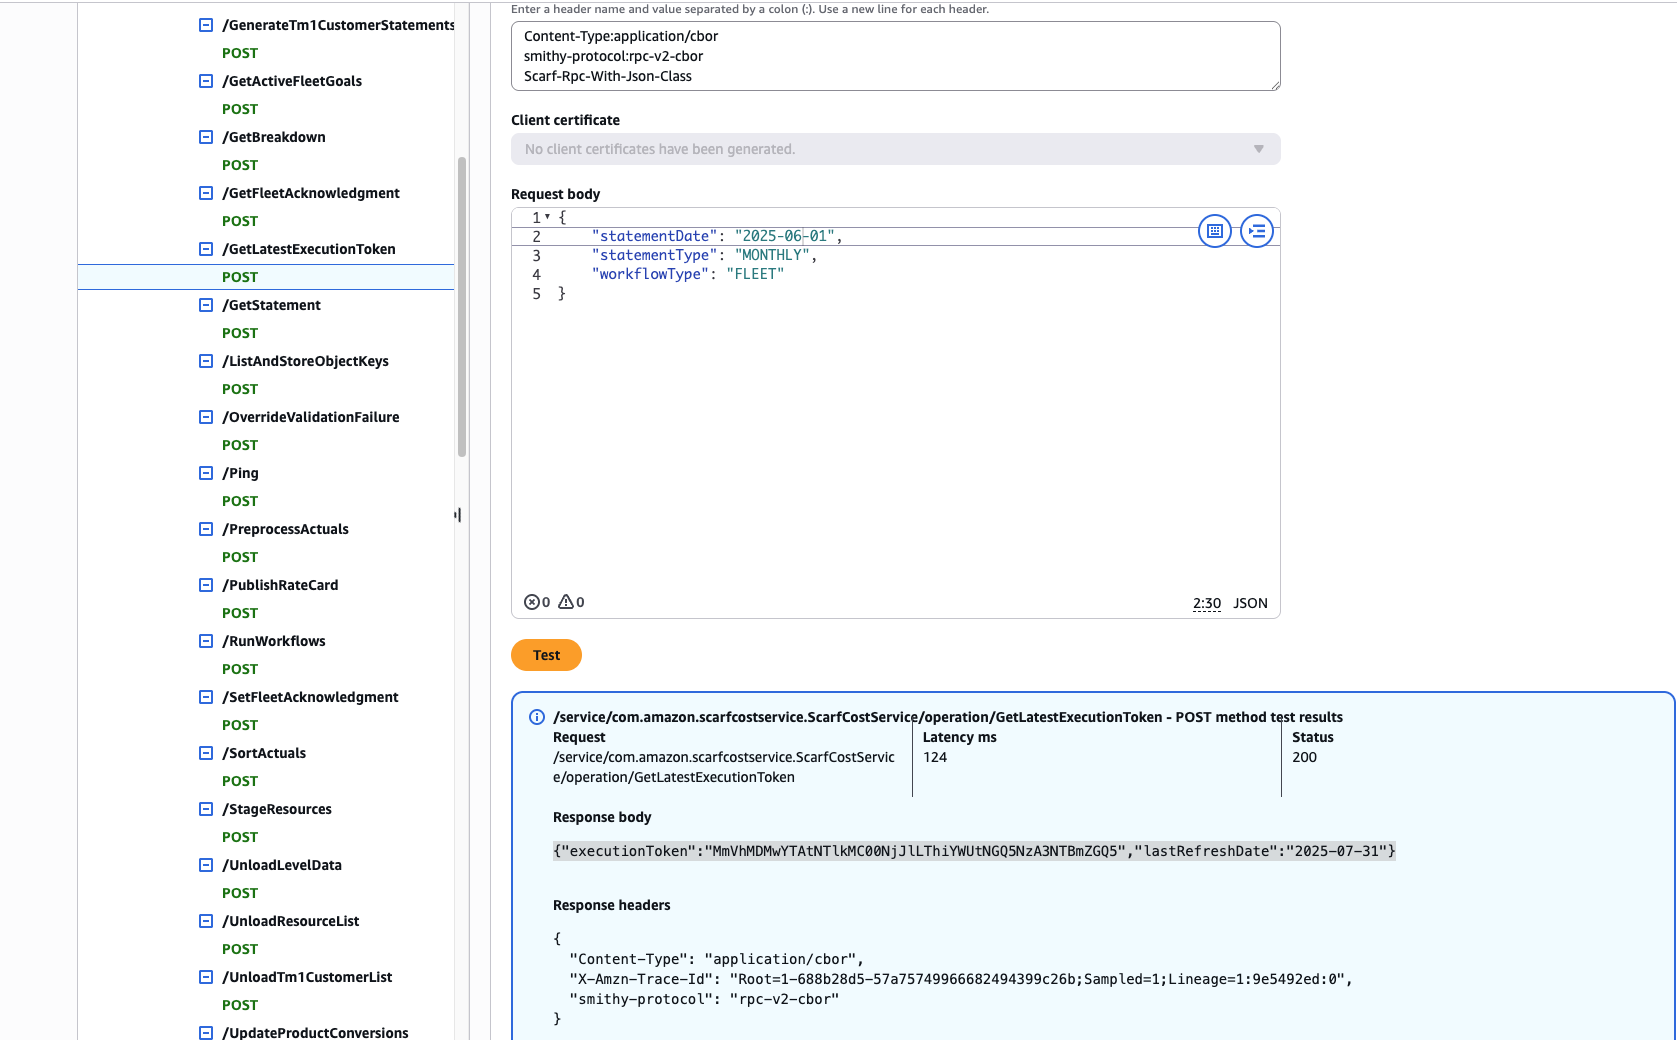 /GenerateTm1CustomerStatements
POST
/GetActiveFleetGoals
POST
/GetBreakdown
POST
/GetFleetAcknowledgment
POST
/GetLatestExecutionToken
POST
/GetStatement
POST
/ListAndStoreObjectKeys
POST
/OverrideValidationFailure
POST
/Ping
POST
/PreprocessActuals
POST
/PublishRateCard
POST
/RunWorkflows
POST
/SetFleetAcknowledgment
POST
/SortActuals
POST
/StageResources
POST
/UnloadLevelData
POST
/UnloadResourceList
POST
/UnloadTm1CustomerList
POST
/UpdateProductConversions
Enter a header name and value separated by a colon (:). Use a new line for each header.
Content-Type:application/cbor
smithy-protocol:rpc-v2-cbor
Scarf-Rpc-With-Json-Class
Client certificate
No client certificates have been generated.
Request body
1 {
2 "statementDate": "2025-06-01",
3 "statementType": "MONTHLY",
4 "workflowType": "FLEET"
5 }
0 0 2:30 JSON
Test
/service/com.amazon.scarfcostservice.ScarfCostService/operation/GetLatestExecutionToken - POST method test results
Request
/service/com.amazon.scarfcostservice.ScarfCostServic
e/operation/GetLatestExecutionToken
Latency ms
124
Status
200
Response body
{"executionToken":"MmVhMDMwYTAtNTlkMC00NjJlLThiYWUtNGQ5NzA3NTBmZGQ5","lastRefreshDate":"2025-07-31"}
Response headers
{
"Content-Type": "application/cbor",
"X-Amzn-Trace-Id": "Root=1-688b28d5-57a75749966682494399c26b;Sampled=1;Lineage=1:9e5492ed:0",
"smithy-protocol": "rpc-v2-cbor"
}